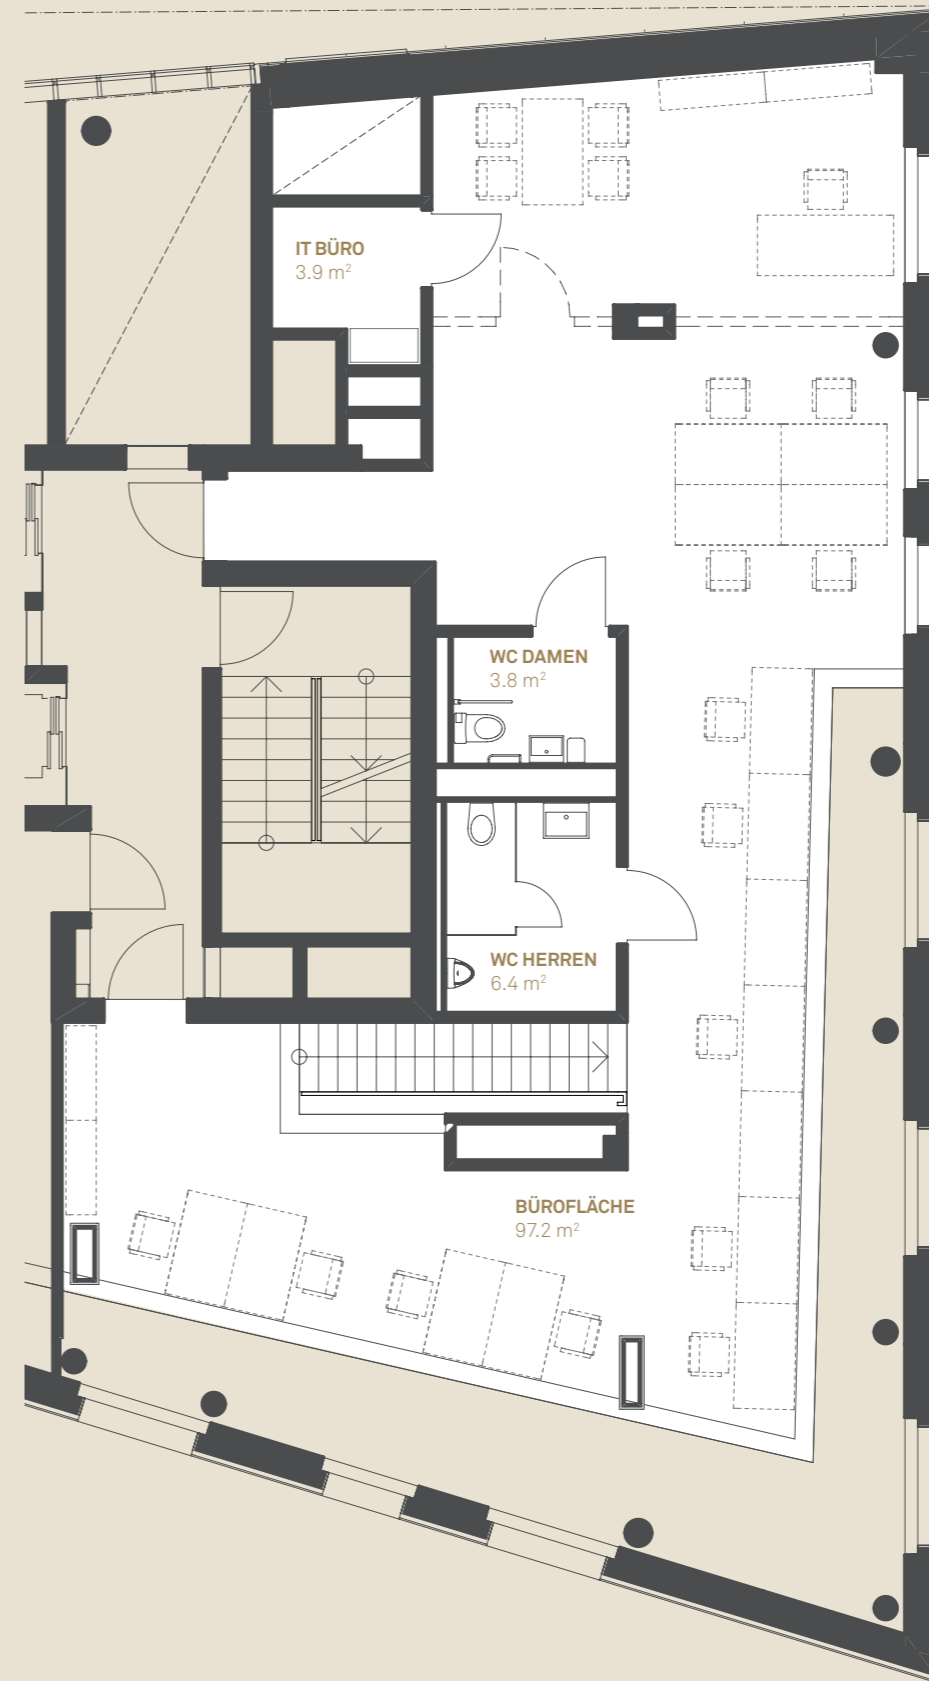 IT BÜRO
3.9 m²
WC DAMEN
3.8 m²
WC HERREN
6.4 m²
BÜROFLÄCHE
97.2 m²